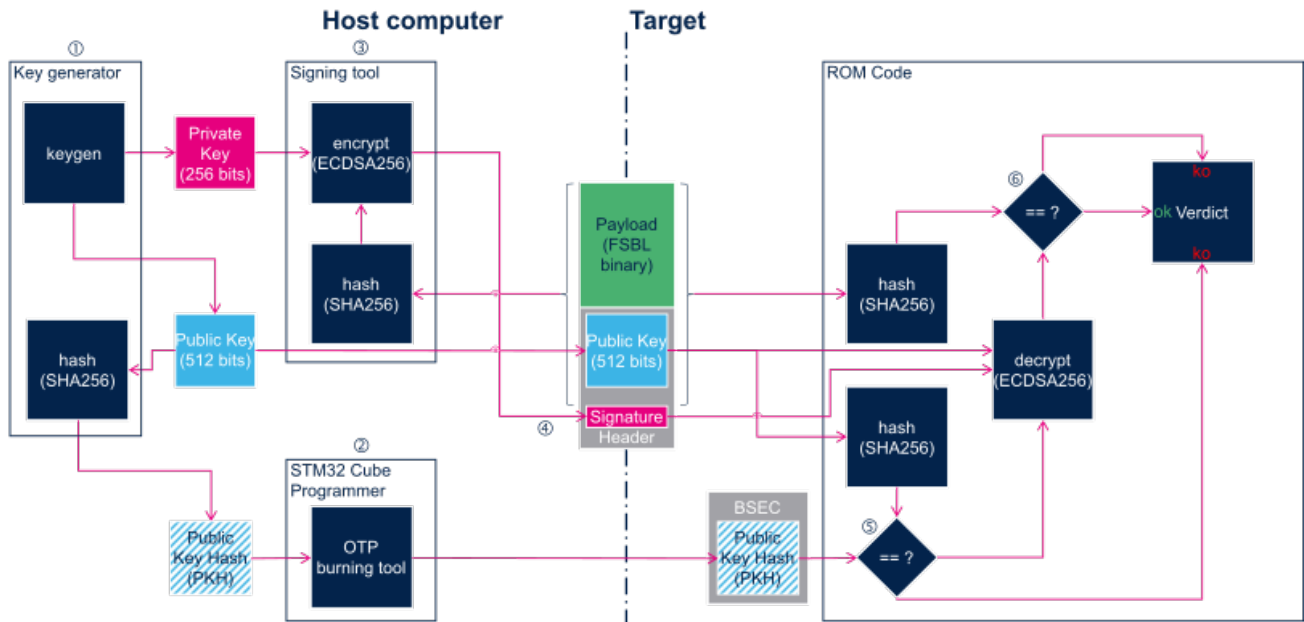 Host computer
Target
①
Key generator
keygen
hash
(SHA256)
Private
Key
(256 bits)
Public Key
(512 bits)
Public
Key Hash
(PKH)
③
Signing tool
encrypt
(ECDSA256)
hash
(SHA256)
②
STM32 Cube
Programmer
OTP
burning tool
④
Payload
(FSBL
binary)
Public Key
(512 bits)
Signature
Header
BSEC
Public
Key Hash
(PKH)
ROM Code
hash
(SHA256)
hash
(SHA256)
⑤
== ?
decrypt
(ECDSA256)
⑥
== ?
ko
ok Verdict
ko